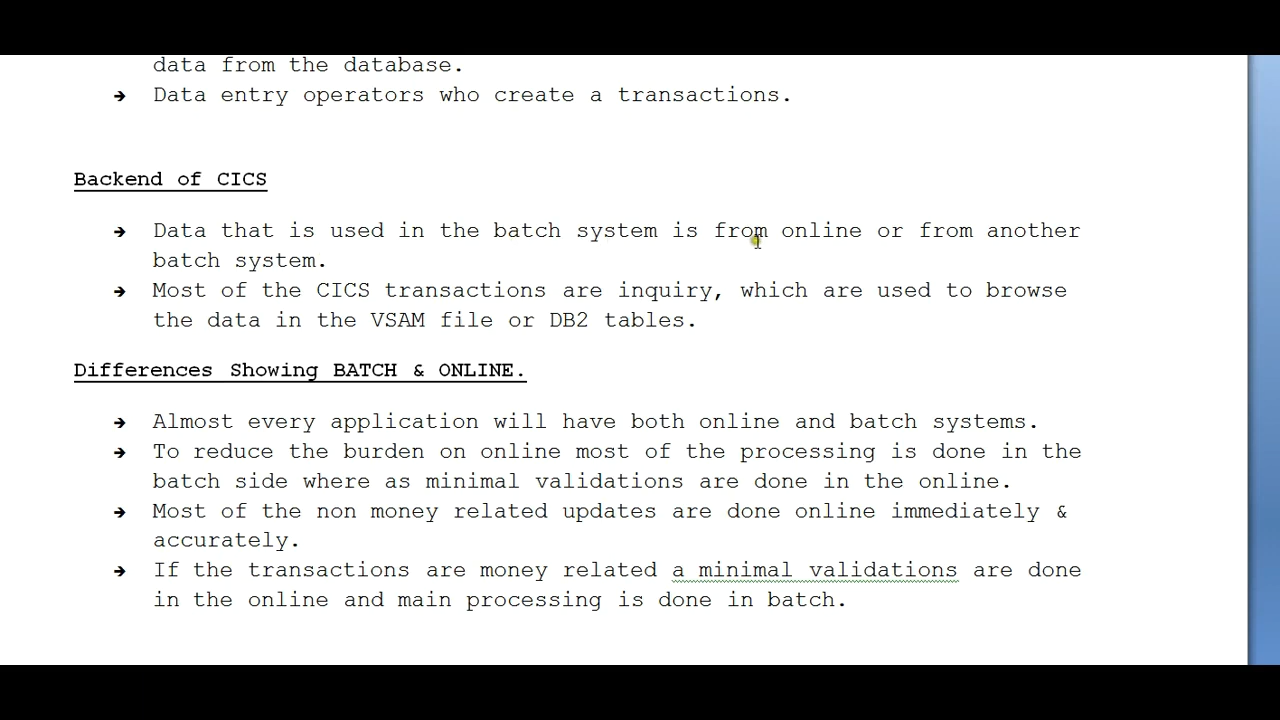 data from the database.
→ Data entry operators who create a transactions.
Backend of CICS
→ Data that is used in the batch system is from online or from another
batch system.
→ Most of the CICS transactions are inquiry, which are used to browse
the data in the VSAM file or DB2 tables.
Differences Showing BATCH & ONLINE.
→ Almost every application will have both online and batch systems.
→ To reduce the burden on online most of the processing is done in the
batch side where as minimal validations are done in the online.
→ Most of the non money related updates are done online immediately &
accurately.
→ If the transactions are money related a minimal validations are done
in the online and main processing is done in batch.